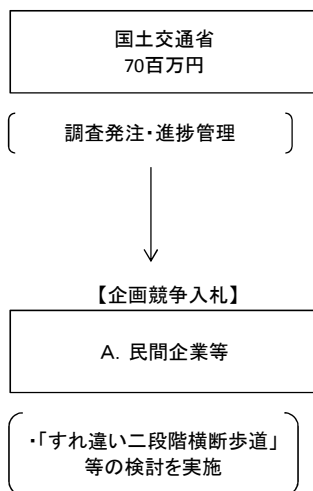 国土交通省
70百万円
調査発注・進捗管理
【企画競争入札】
A. 民間企業等
・「すれ違い二段階横断歩道」
等の検討を実施